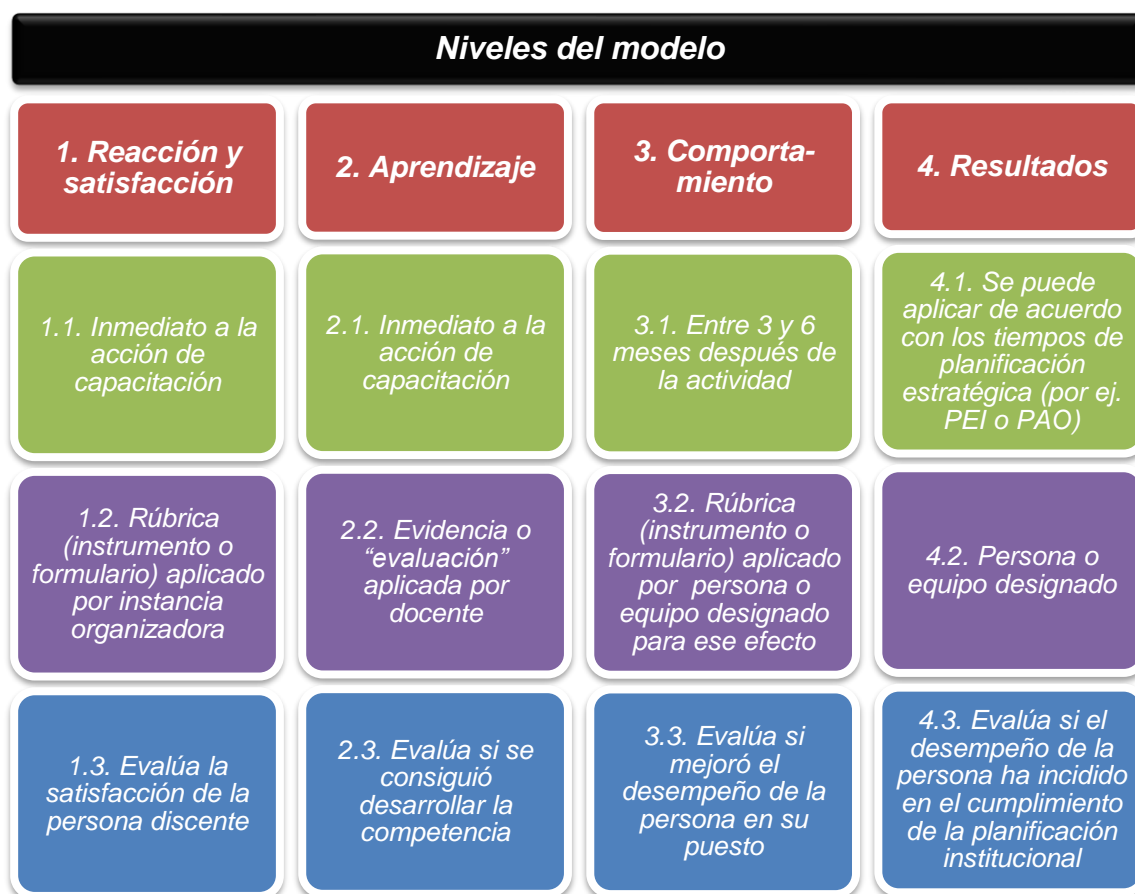 Niveles del modelo
1. Reacción y
satisfacción
2. Aprendizaje
3. Comporta-
miento
4. Resultados
1.1. Inmediato a la
acción de
capacitación
2.1. Inmediato a la
acción de
capacitación
3.1. Entre 3 y 6
meses después de
la actividad
4.1. Se puede
aplicar de acuerdo
con los tiempos de
planificación
estratégica (por ej.
PEI o PAO)
1.2. Rúbrica
(instrumento o
formulario) aplicado
por instancia
organizadora
2.2. Evidencia o
“evaluación”
aplicada por
docente
3.2. Rúbrica
(instrumento o
formulario) aplicado
por persona o
equipo designado
para ese efecto
4.2. Persona o
equipo designado
1.3. Evalúa la
satisfacción de la
persona discente
2.3. Evalúa si se
consiguió
desarrollar la
competencia
3.3. Evalúa si
mejoró el
desempeño de la
persona en su
puesto
4.3. Evalúa si el
desempeño de la
persona ha incidido
en el cumplimiento
de la planificación
institucional